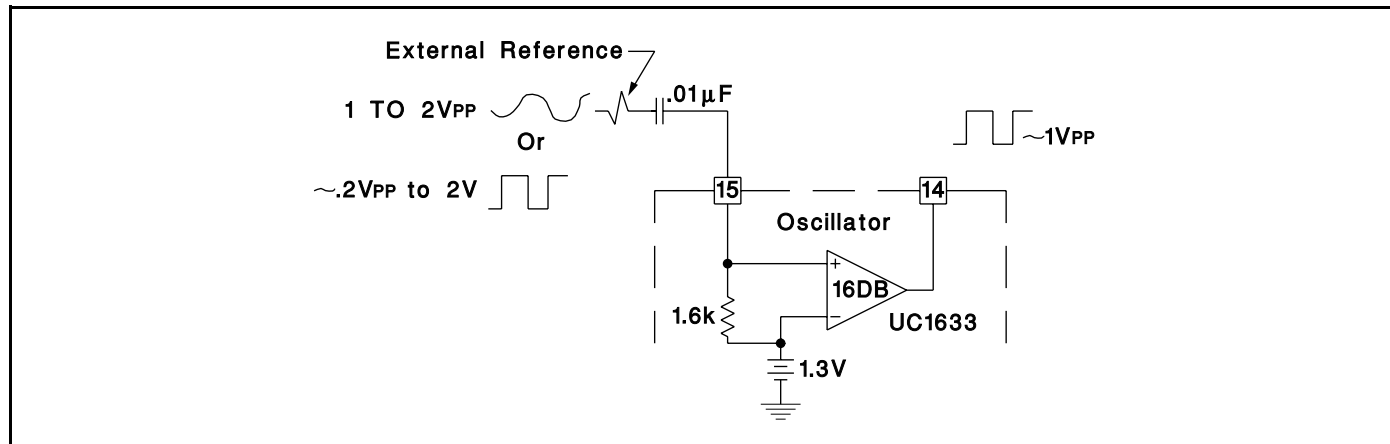 External Reference
.01µF
1 TO 2VPP
Or
~.2VPP to 2V
~1VPP
15
14
Oscillator
+
16DB
−
1.6k
UC1633
1.3V